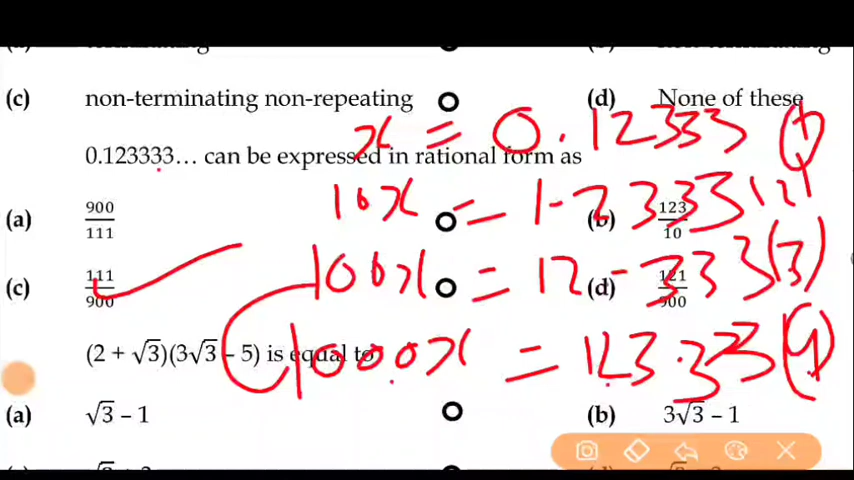 (c) non-terminating non-repeating (d) None of these
x = 0.12333 (1)
0.123333… can be expressed in rational form as
10x = 1.23333 (2)
(a) 900/111 (b) 123/10
100x = 12.333 (3)
(c) 111/900 (d) 121/900
1000x = 123.333 (4)
(2 + √3)(3√3 – 5) is equal to
(a) √3 – 1 (b) 3√3 – 1